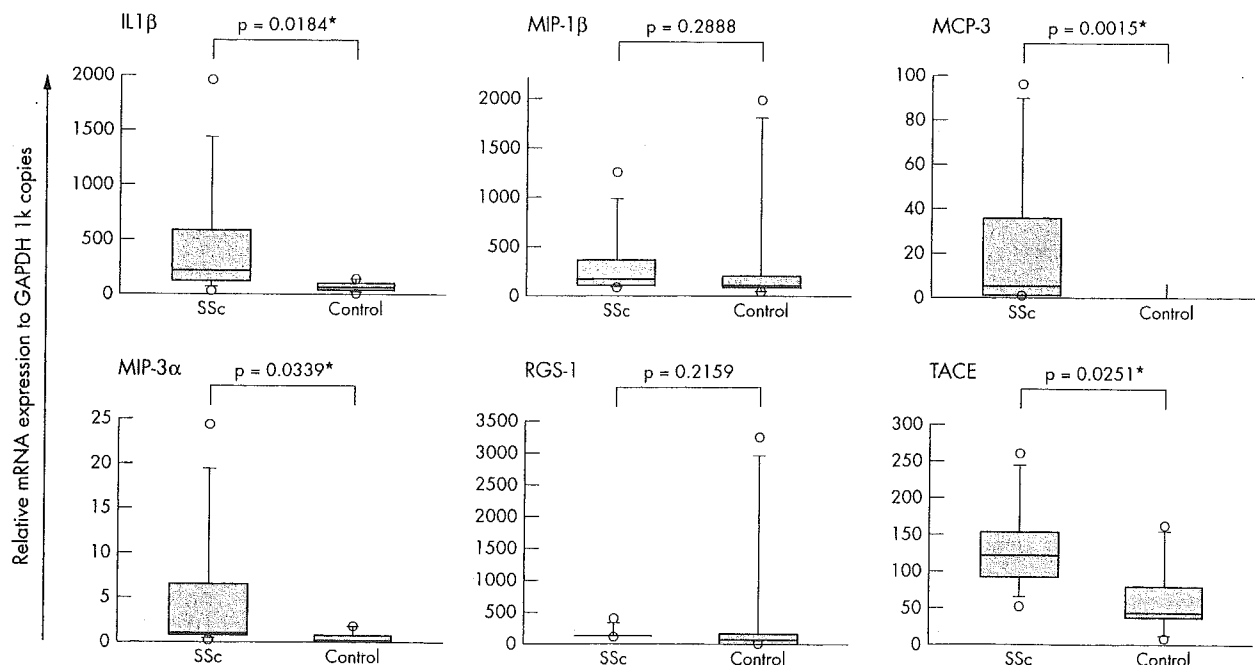 IL1β
p = 0.0184*
2000
1500
1000
500
0
SSc
Control
MIP-1β
p = 0.2888
2000
1500
1000
500
0
SSc
Control
MCP-3
p = 0.0015*
100
80
60
40
20
0
SSc
Control
Relative mRNA expression to GAPDH 1k copies
MIP-3α
p = 0.0339*
25
20
15
10
5
0
SSc
Control
RGS-1
p = 0.2159
3500
3000
2500
2000
1500
1000
500
0
SSc
Control
TACE
p = 0.0251*
300
250
200
150
100
50
0
SSc
Control